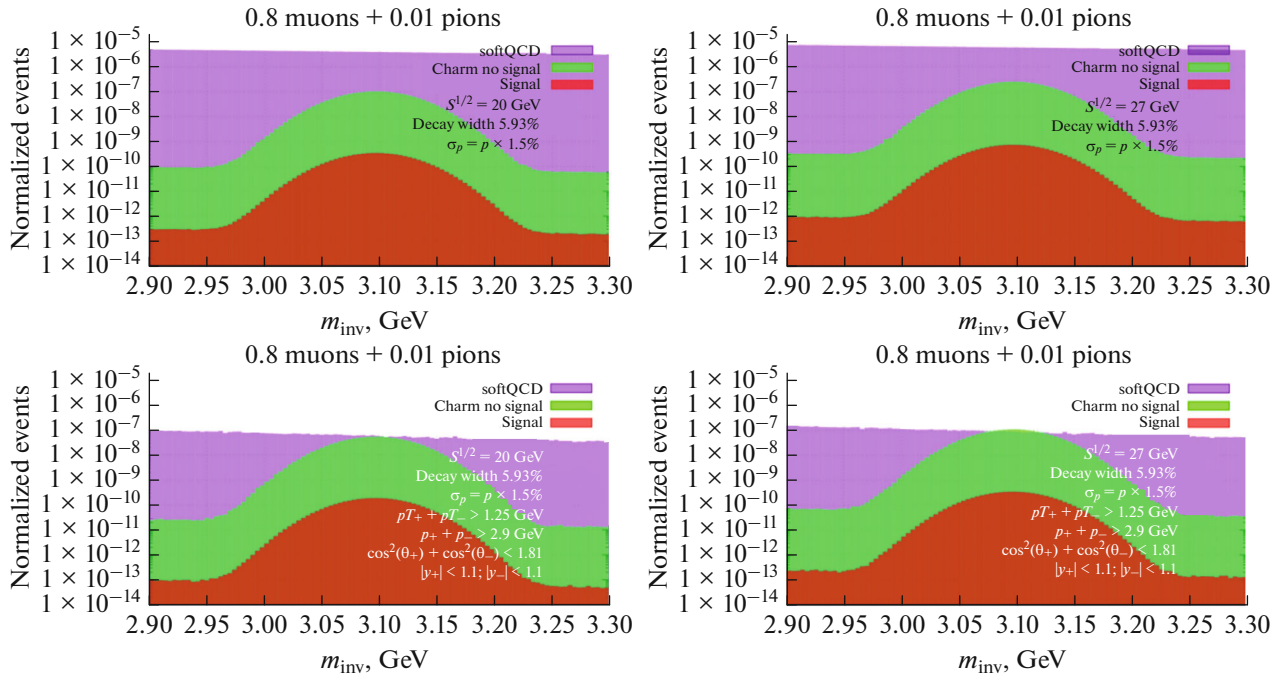 0.8 muons + 0.01 pions
Normalized events
1 × 10⁻⁵
1 × 10⁻⁶
1 × 10⁻⁷
1 × 10⁻⁸
1 × 10⁻⁹
1 × 10⁻¹⁰
1 × 10⁻¹¹
1 × 10⁻¹²
1 × 10⁻¹³
1 × 10⁻¹⁴
softQCD
Charm no signal
Signal
S^1/2 = 20 GeV
Decay width 5.93%
σₚ = p × 1.5%
2.90 2.95 3.00 3.05 3.10 3.20 3.15 3.20 3.30
m_inv, GeV
0.8 muons + 0.01 pions
Normalized events
1 × 10⁻⁵
1 × 10⁻⁶
1 × 10⁻⁷
1 × 10⁻⁸
1 × 10⁻⁹
1 × 10⁻¹⁰
1 × 10⁻¹¹
1 × 10⁻¹²
1 × 10⁻¹³
1 × 10⁻¹⁴
softQCD
Charm no signal
Signal
S^1/2 = 27 GeV
Decay width 5.93%
σₚ = p × 1.5%
2.90 2.95 3.00 3.05 3.10 3.20 3.15 3.20 3.30
m_inv, GeV
0.8 muons + 0.01 pions
Normalized events
1 × 10⁻⁵
1 × 10⁻⁶
1 × 10⁻⁷
1 × 10⁻⁸
1 × 10⁻⁹
1 × 10⁻¹⁰
1 × 10⁻¹¹
1 × 10⁻¹²
1 × 10⁻¹³
1 × 10⁻¹⁴
softQCD
Charm no signal
Signal
S^1/2 = 20 GeV
Decay width 5.93%
σₚ = p × 1.5%
pT₊ + pT₋ > 1.25 GeV
p₊ + p₋ > 2.9 GeV
cos²(θ₊) + cos²(θ₋) < 1.81
|y₊| < 1.1; |y₋| < 1.1
2.90 2.95 3.00 3.05 3.10 3.20 3.15 3.20 3.30
m_inv, GeV
0.8 muons + 0.01 pions
Normalized events
1 × 10⁻⁵
1 × 10⁻⁶
1 × 10⁻⁷
1 × 10⁻⁸
1 × 10⁻⁹
1 × 10⁻¹⁰
1 × 10⁻¹¹
1 × 10⁻¹²
1 × 10⁻¹³
1 × 10⁻¹⁴
softQCD
Charm no signal
Signal
S^1/2 = 27 GeV
Decay width 5.93%
σₚ = p × 1.5%
pT₊ + pT₋ > 1.25 GeV
p₊ + p₋ > 2.9 GeV
cos²(θ₊) + cos²(θ₋) < 1.81
|y₊| < 1.1; |y₋| < 1.1
2.90 2.95 3.00 3.05 3.10 3.20 3.15 3.20 3.30
m_inv, GeV